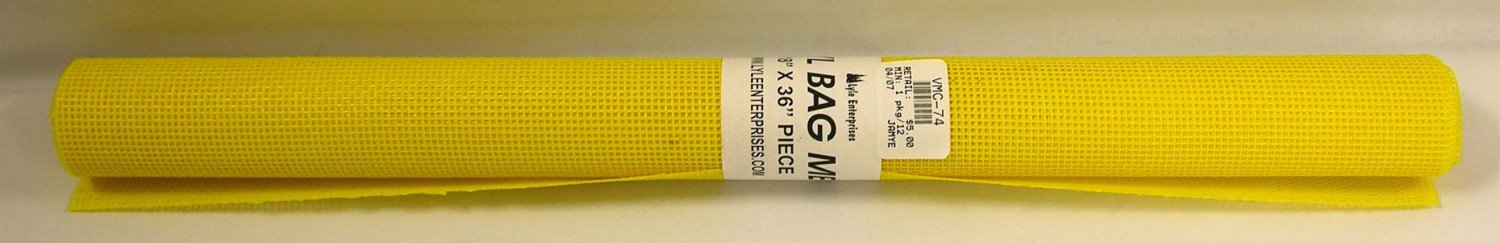 Lyle Enterprises
L BAG ME
8" X 36" PIECE
.LYLEENTERPRISES.COM
VMC-74
RETAIL: $5.00
MIN: 1 pkg/12
04/07 JAMYE